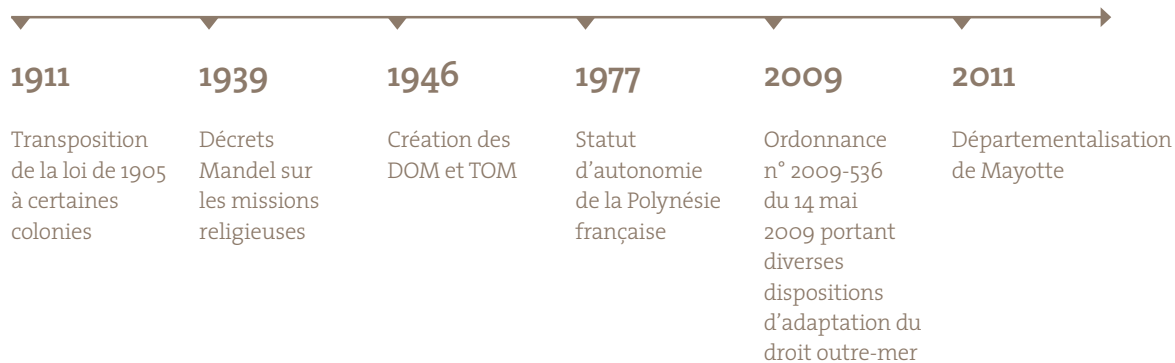 1911
Transposition
de la loi de 1905
à certaines
colonies
1939
Décrets
Mandel sur
les missions
religieuses
1946
Création des
DOM et TOM
1977
Statut
d’autonomie
de la Polynésie
française
2009
Ordonnance
n° 2009-536
du 14 mai
2009 portant
diverses
dispositions
d’adaptation du
droit outre-mer
2011
Départementalisation
de Mayotte